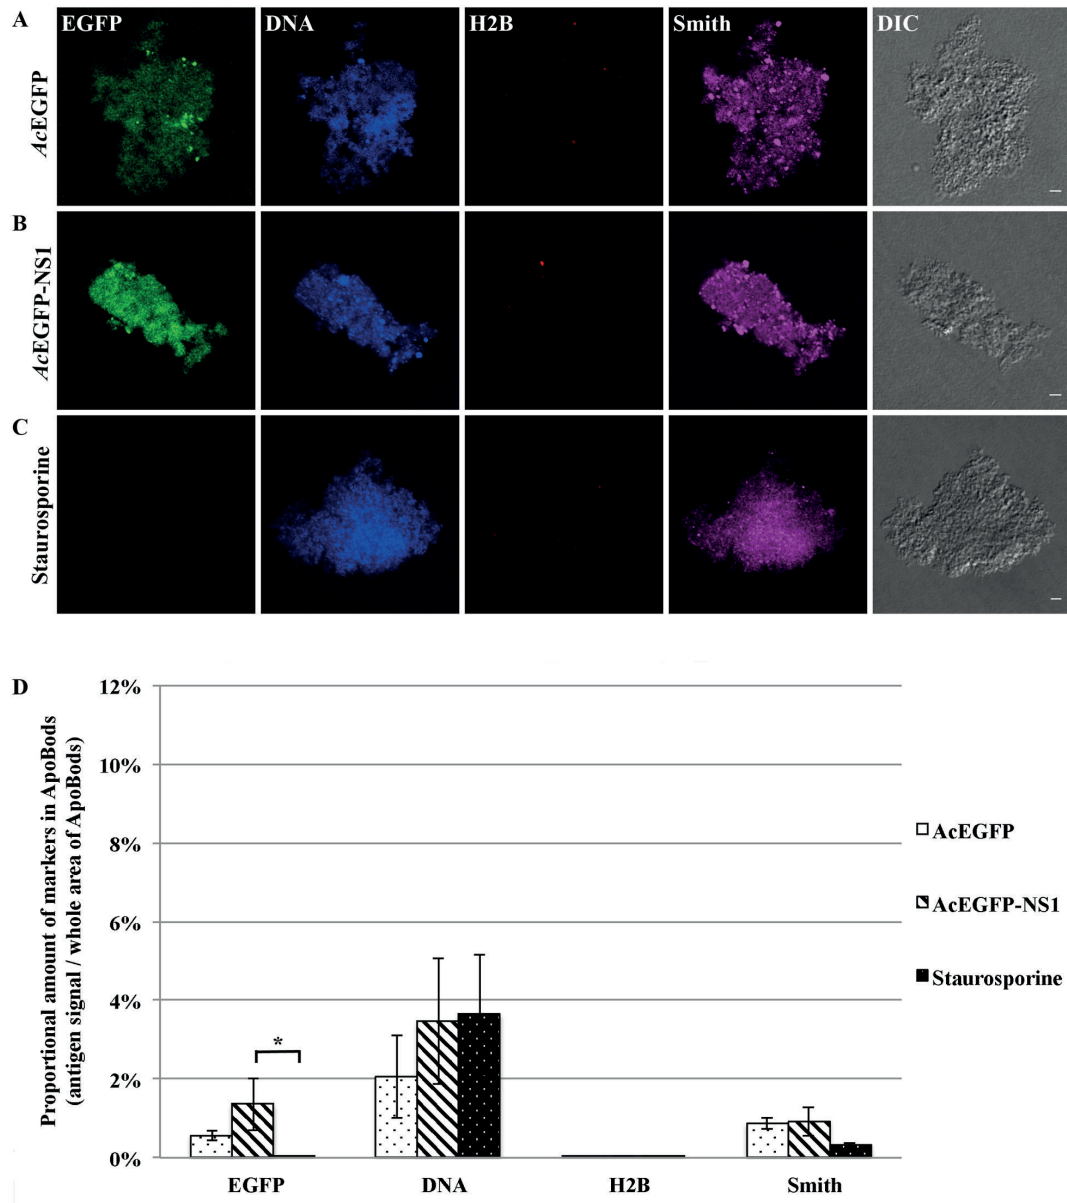 A
EGFP
DNA
H2B
Smith
DIC
AcEGFP
B
AcEGFP-NS1
C
Staurosporine
D
Proportional amount of markers in ApoBods
(antigen signal / whole area of ApoBods)
12%
10%
8%
6%
4%
2%
0%
*
EGFP
DNA
H2B
Smith
AcEGFP
AcEGFP-NS1
Staurosporine